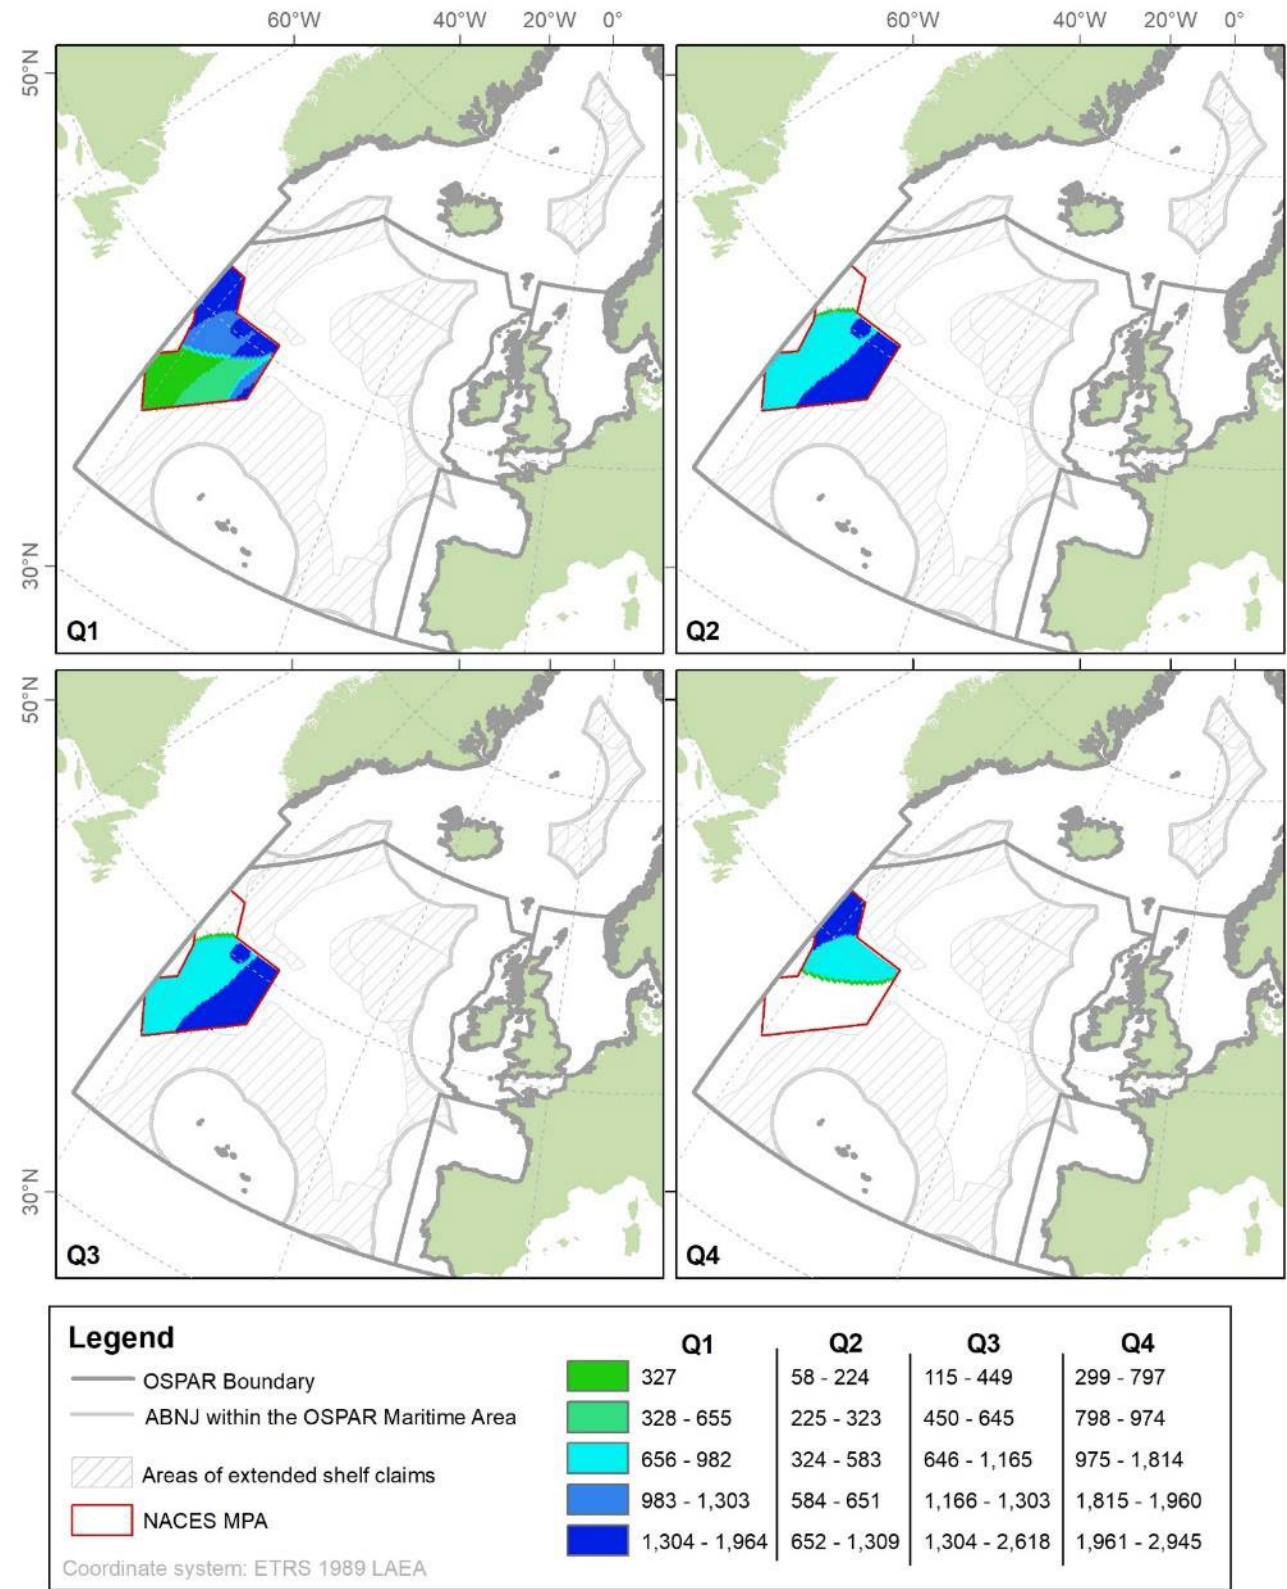 60°W 40°W 20°W 0° 60°W 40°W 20°W 0°
50°N
30°N
Q1 Q2
50°N
30°N
Q3 Q4
Legend Q1 Q2 Q3 Q4
OSPAR Boundary 327 58 - 224 115 - 449 299 - 797
ABNJ within the OSPAR Maritime Area 328 - 655 225 - 323 450 - 645 798 - 974
Areas of extended shelf claims 656 - 982 324 - 583 646 - 1,165 975 - 1,814
NACES MPA 983 - 1,303 584 - 651 1,166 - 1,303 1,815 - 1,960
1,304 - 1,964 652 - 1,309 1,304 - 2,618 1,961 - 2,945
Coordinate system: ETRS 1989 LAEA